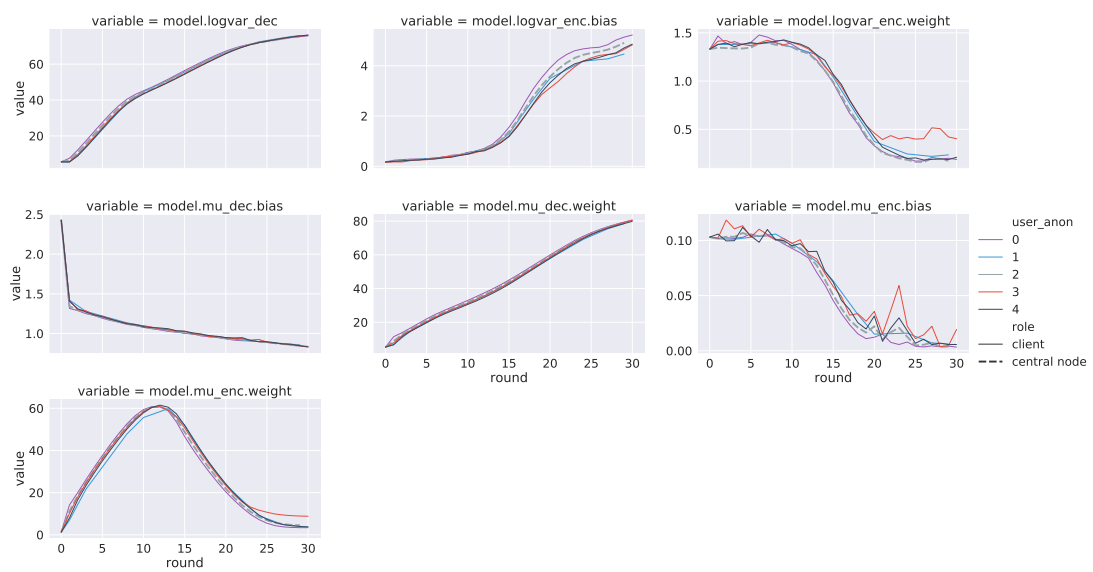 variable = model.logvar_dec
variable = model.logvar_enc.bias
variable = model.logvar_enc.weight
value
60
40
20
4
2
0
1.5
1.0
0.5
variable = model.mu_dec.bias
variable = model.mu_dec.weight
variable = model.mu_enc.bias
value
2.5
2.0
1.5
1.0
80
60
40
20
0 5 10 15 20 25 30
round
0.10
0.05
0.00
0 5 10 15 20 25 30
round
user_anon
0
1
2
3
4
role
client
central node
variable = model.mu_enc.weight
value
60
40
20
0
0 5 10 15 20 25 30
round